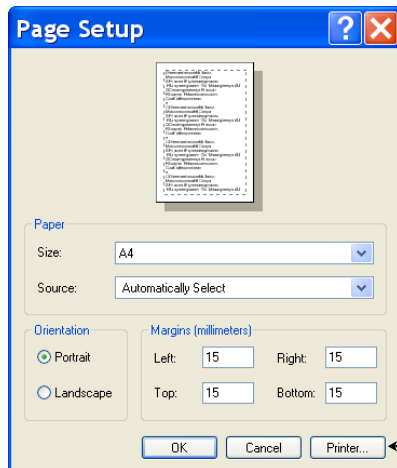 Page Setup
Paper
Size: A4
Source: Automatically Select
Orientation Margins (millimeters)
Portrait Left: 15 Right: 15
Landscape Top: 15 Bottom: 15
OK Cancel Printer...